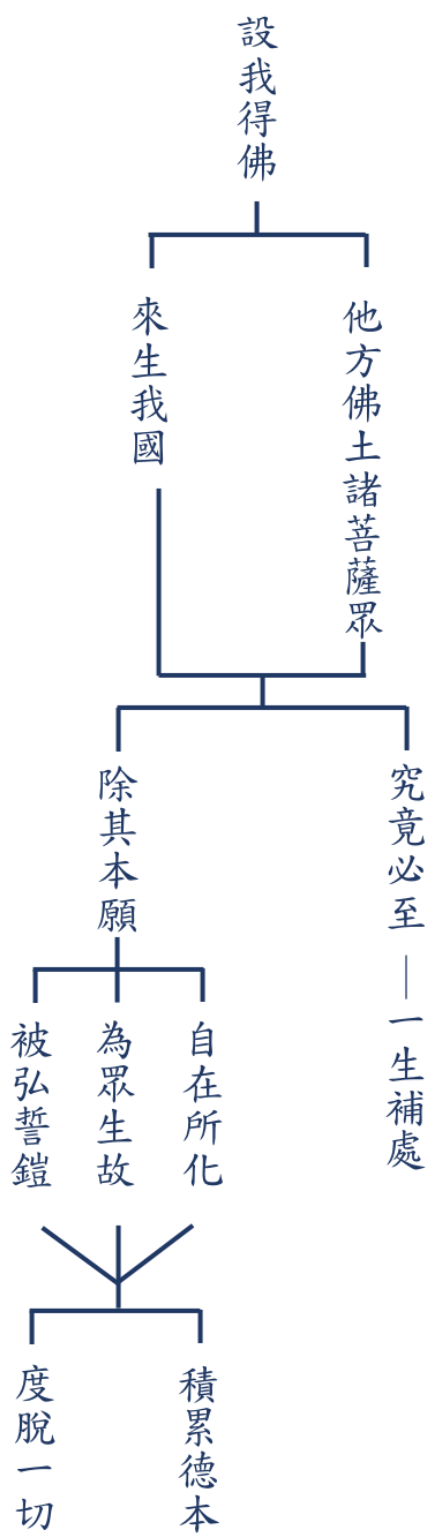 設我得佛
他方佛土諸菩薩眾
來生我國
究竟必至
一生補處
除其本願
自在所化
為眾生故
被弘誓鎧
積累德本
度脫一切